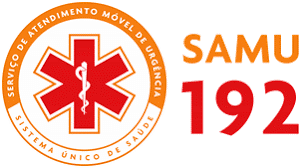 SERVIÇO DE ATENDIMENTO MÓVEL DE URGÊNCIA
SISTEMA ÚNICO DE SAÚDE
SAMU
192